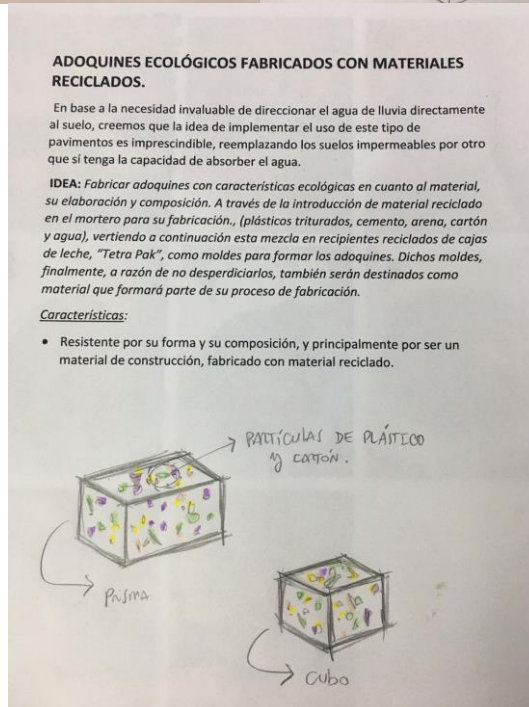 ADOQUINES ECOLÓGICOS FABRICADOS CON MATERIALES
RECICLADOS.
En base a la necesidad invaluable de direccionar el agua de lluvia directamente
al suelo, creemos que la idea de implementar el uso de este tipo de
pavimentos es imprescindible, reemplazando los suelos impermeables por otro
que sí tenga la capacidad de absorber el agua.
IDEA: Fabricar adoquines con características ecológicas en cuanto al material,
su elaboración y composición. A través de la introducción de material reciclado
en el mortero para su fabricación., (plásticos triturados, cemento, arena, cartón
y agua), vertiendo a continuación esta mezcla en recipientes reciclados de cajas
de leche, "Tetra Pak", como moldes para formar los adoquines. Dichos moldes,
finalmente, a razón de no desperdiciarlos, también serán destinados como
material que formará parte de su proceso de fabricación.
Características:
• Resistente por su forma y su composición, y principalmente por ser un
material de construcción, fabricado con material reciclado.
PARTÍCULAS DE PLÁSTICO
y CARTÓN.
PRISMA
CUBO